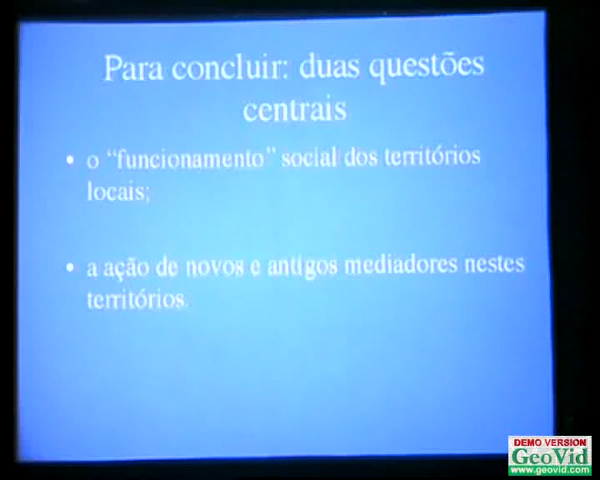 Para concluir: duas questões
centrais
• o “funcionamento” social dos territórios
locais;
• a ação de novos e antigos mediadores nestes
territórios.
DEMO VERSION
GeoVid
www.geovid.com